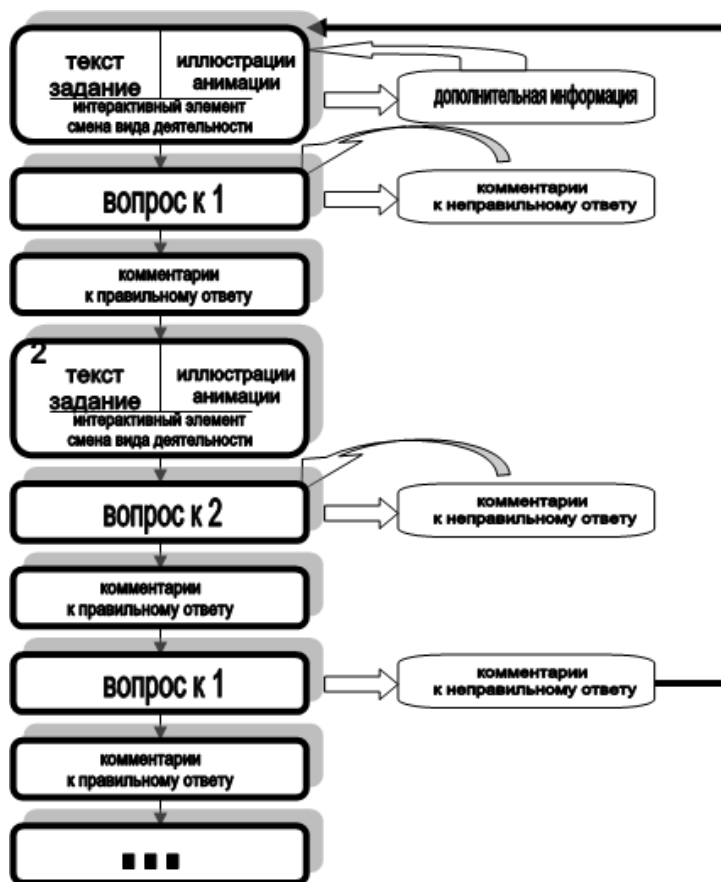 текст
задание
иллюстрации
анимации
интерактивный элемент
смена вида деятельности
дополнительная информация
вопрос к 1
комментарии
к неправильному ответу
комментарии
к правильному ответу
2
текст
задание
иллюстрации
анимации
интерактивный элемент
смена вида деятельности
вопрос к 2
комментарии
к неправильному ответу
комментарии
к правильному ответу
вопрос к 1
комментарии
к неправильному ответу
комментарии
к правильному ответу
...